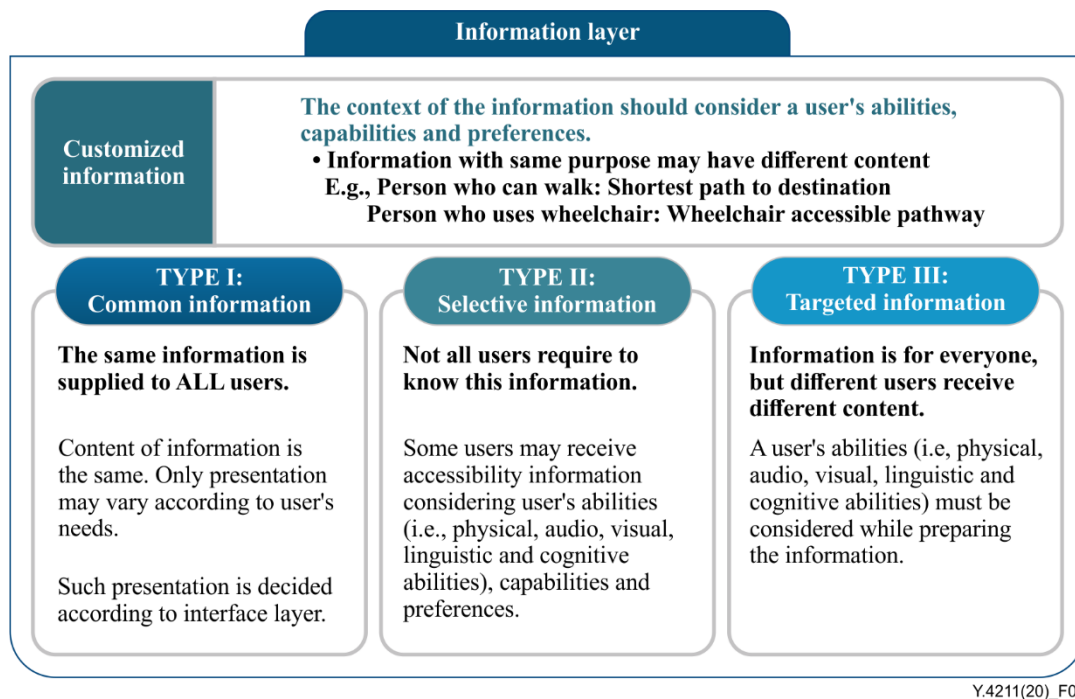 Information layer
Customized
information
The context of the information should consider a user's abilities,
capabilities and preferences.
• Information with same purpose may have different content
E.g., Person who can walk: Shortest path to destination
Person who uses wheelchair: Wheelchair accessible pathway
TYPE I:
Common information
The same information is
supplied to ALL users.
Content of information is
the same. Only presentation
may vary according to user's
needs.
Such presentation is decided
according to interface layer.
TYPE II:
Selective information
Not all users require to
know this information.
Some users may receive
accessibility information
considering user's abilities
(i.e., physical, audio, visual,
linguistic and cognitive
abilities), capabilities and
preferences.
TYPE III:
Targeted information
Information is for everyone,
but different users receive
different content.
A user's abilities (i.e, physical,
audio, visual, linguistic and
cognitive abilities) must be
considered while preparing
the information.
Y.4211(20)_F0